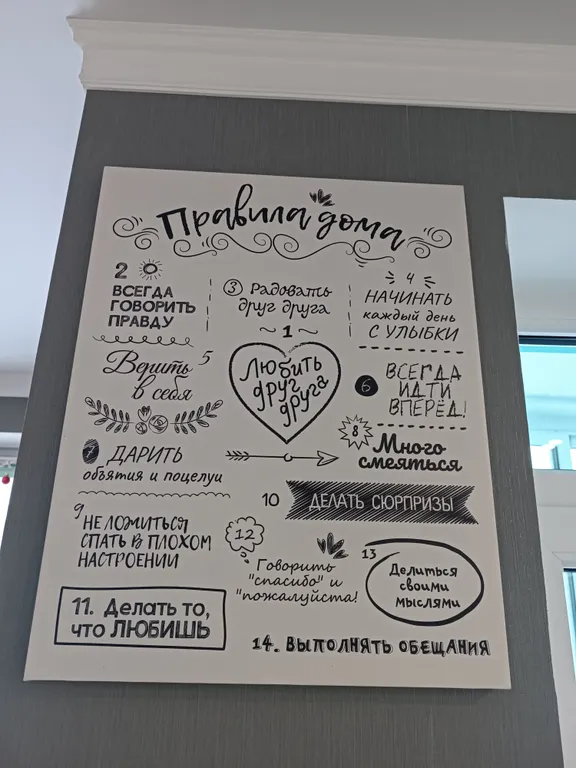 Правила дома
2
ВСЕГДА
ГОВОРИТЬ
ПРАВДУ
3 Радовать
друг друга
4
НАЧИНАТЬ
каждый день
С УЛЫБКИ
1
Любить
друг
друга
Верить 5
в себя
6 ВСЕГДА
ИДТИ
ВПЕРЁД!
7 ДАРИТЬ
объятия и поцелуи
8 Много
смеяться
9
НЕ ЛОЖИТЬСЯ
СПАТЬ В ПЛОХОМ
НАСТРОЕНИИ
10 ДЕЛАТЬ СЮРПРИЗЫ
12
Говорить
"спасибо" и
"пожалуйста!
13
Делиться
своими
мыслями
11. Делать то,
что ЛЮБИШЬ
14. ВЫПОЛНЯТЬ ОБЕЩАНИЯ